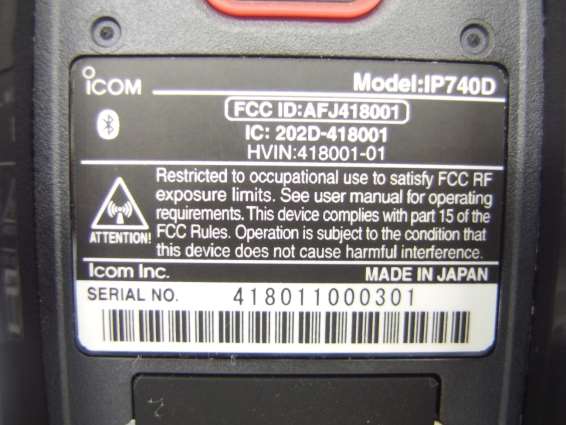 ICOM
Model:IP740D
FCC ID:AFJ418001
IC: 202D-418001
HVIN:418001-01
ATTENTION!
Restricted to occupational use to satisfy FCC RF
exposure limits. See user manual for operating
requirements. This device complies with part 15 of the
FCC Rules. Operation is subject to the condition that
this device does not cause harmful interference.
Icom Inc.
MADE IN JAPAN
SERIAL NO. 418011000301